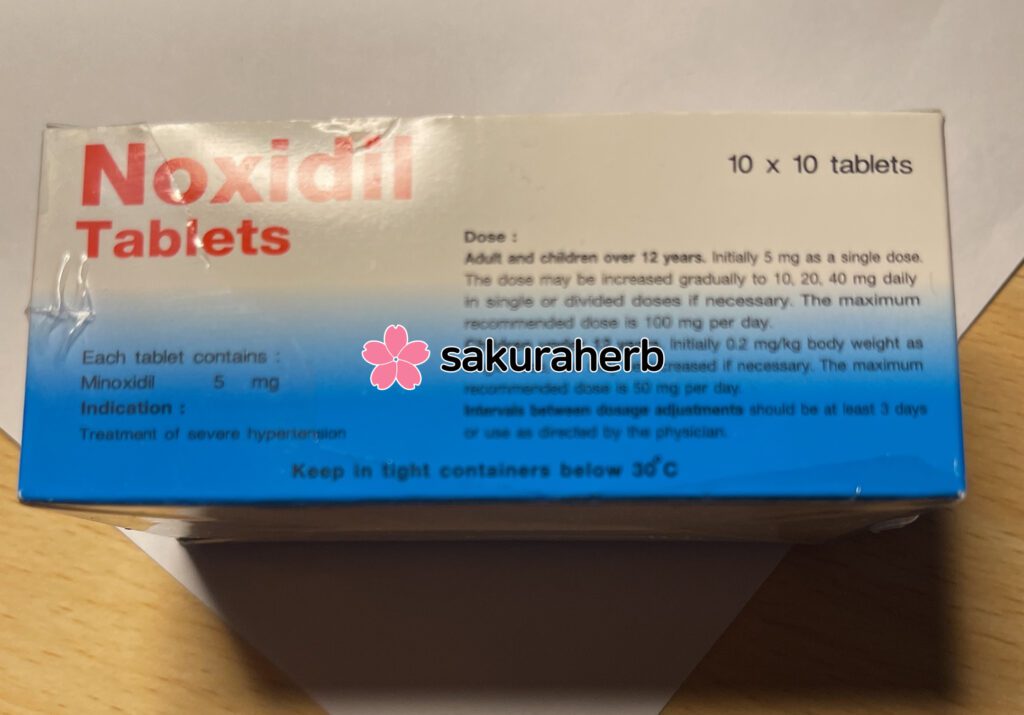 Noxidil
Tablets
10 x 10 tablets
Each tablet contains :
Minoxidil 5 mg
Indication :
Treatment of severe hypertension
Dose :
Adult and children over 12 years. Initially 5 mg as a single dose.
The dose may be increased gradually to 10, 20, 40 mg daily
in single or divided doses if necessary. The maximum
recommended dose is 100 mg per day.
Initially 0.2 mg/kg body weight as
if necessary. The maximum
recommended dose is 50 mg per day.
Intervals between dosage adjustments should be at least 3 days
or use as directed by the physician.
Keep in tight containers below 30°C
sakuraherb